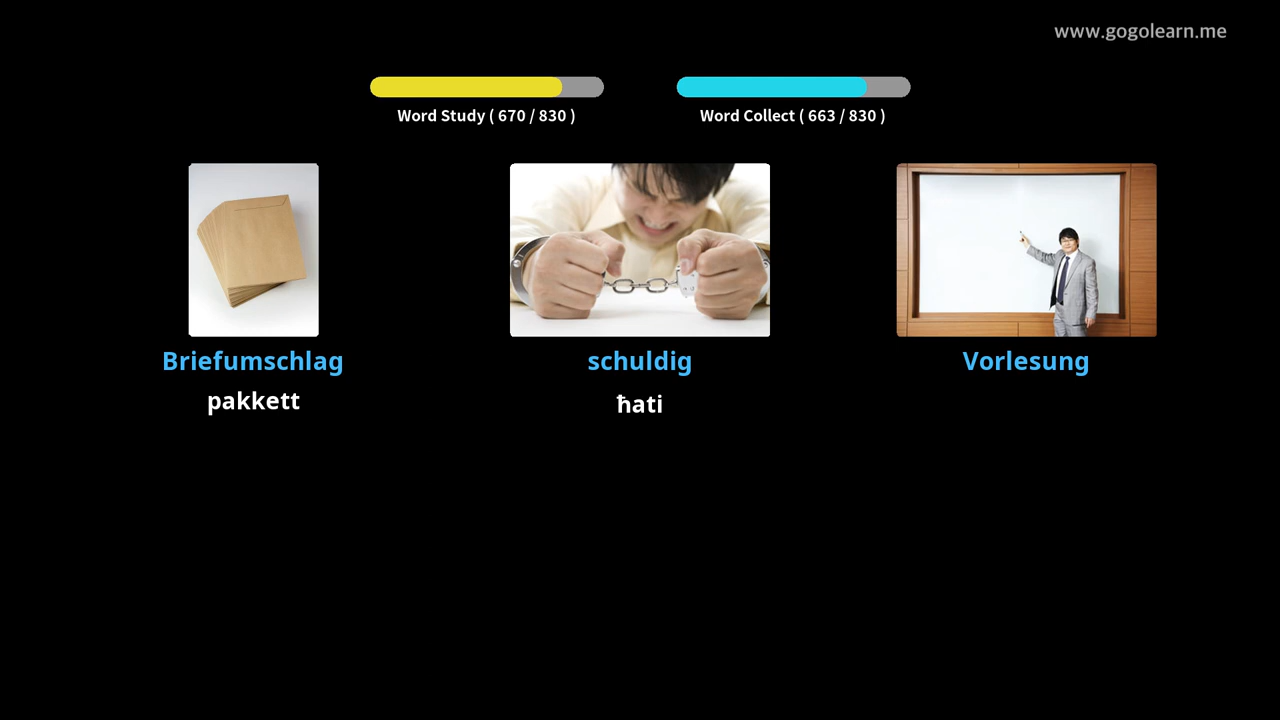 www.gogolearn.me
Word Study ( 670 / 830 )
Word Collect ( 663 / 830 )
Briefumschlag
pakkett
schuldig
ħati
Vorlesung